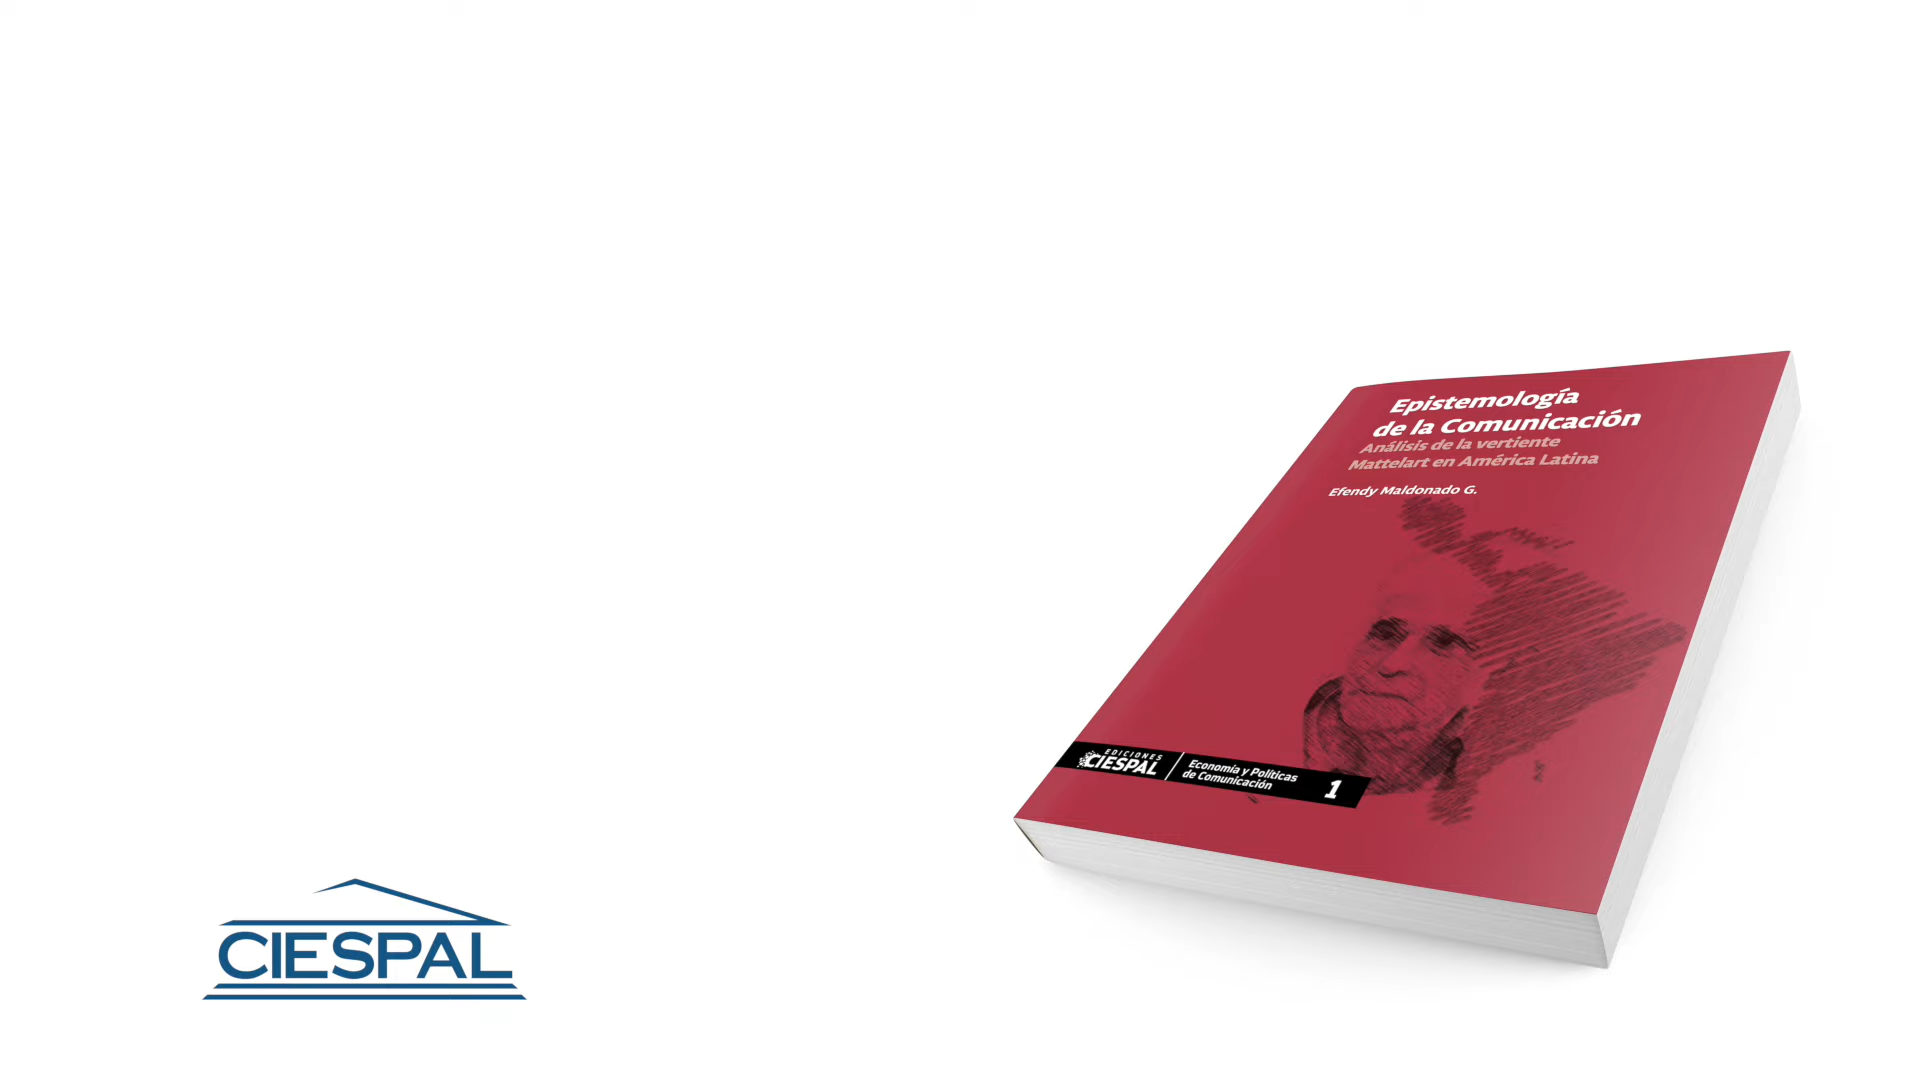 Epistemología
de la Comunicación
Análisis de la vertiente
Mattelart en América Latina
Efendy Maldonado G.
EDICIONES
CIESPAL
Economía y Políticas
de Comunicación
1
CIESPAL